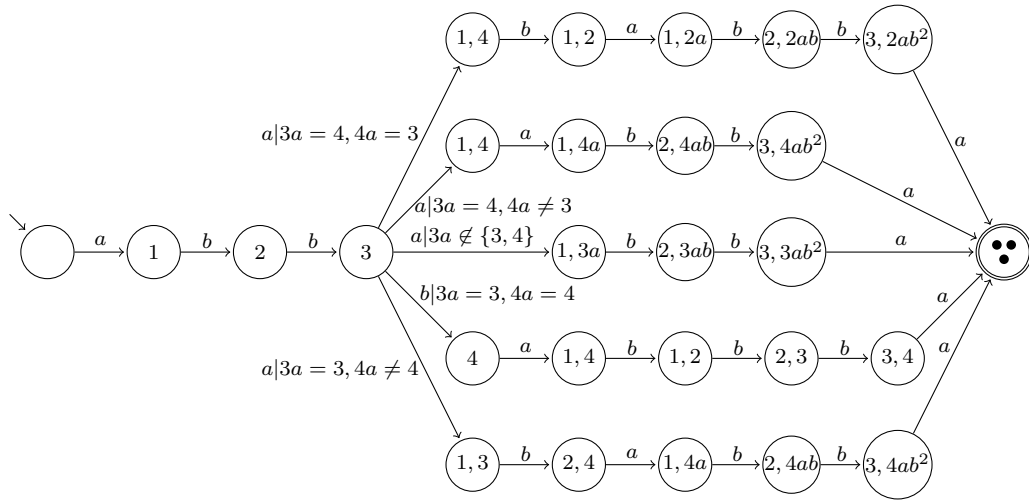 b a b b
1, 4 1, 2 1, 2a 2, 2ab 3, 2ab²
a|3a = 4, 4a = 3 a
a b b
1, 4 1, 4a 2, 4ab 3, 4ab²
a|3a = 4, 4a ≠ 3 a
a b b a|3a ∉ {3, 4} b b a
1 2 3 1, 3a 2, 3ab 3, 3ab²
b|3a = 3, 4a = 4 a
a b b b
4 1, 4 1, 2 2, 3 3, 4
a|3a = 3, 4a ≠ 4 a
b a b b
1, 3 2, 4 1, 4a 2, 4ab 3, 4ab²